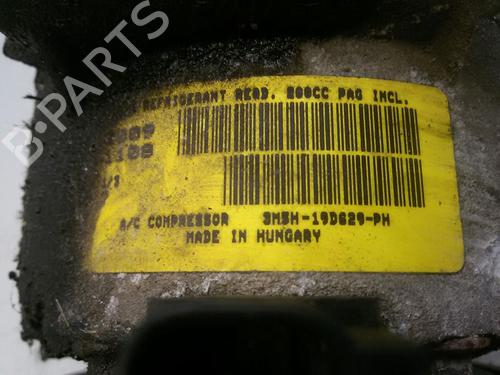 REFRIGERANT REQD. 200CC PAG INCL.
A/C COMPRESSOR 3M5H-19D629-PH
MADE IN HUNGARY
B-PARTS